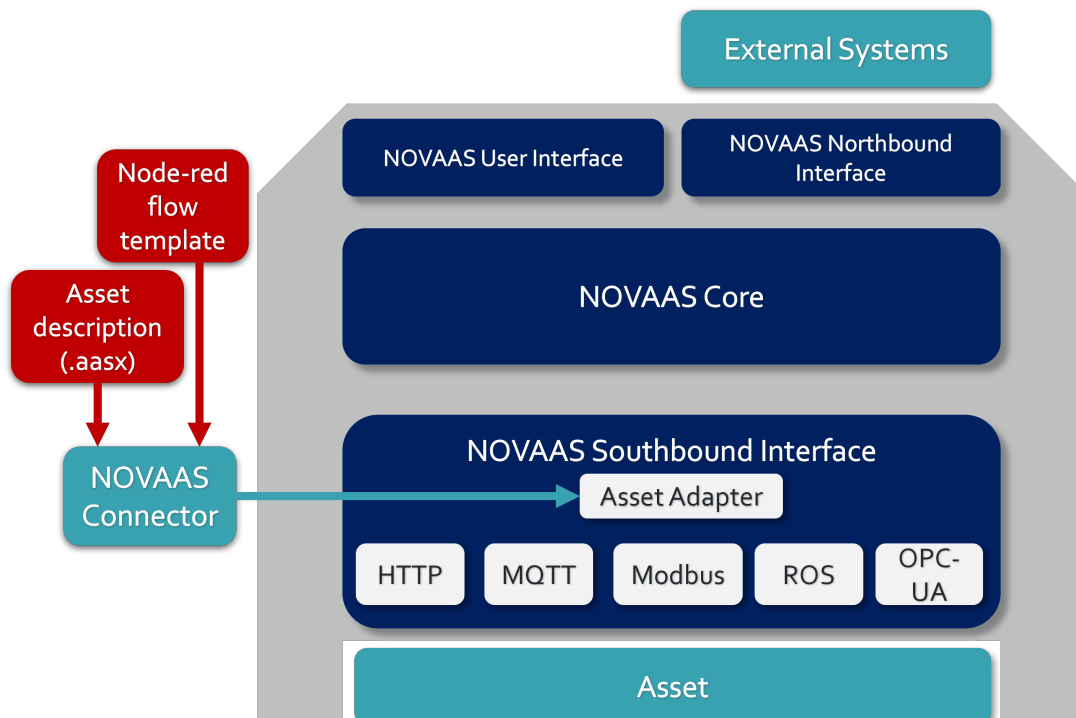 External Systems
NOVAAS User Interface
NOVAAS Northbound
Interface
Node-red
flow
template
Asset
description
(.aasx)
NOVAAS Core
NOVAAS
Connector
NOVAAS Southbound Interface
Asset Adapter
HTTP
MQTT
Modbus
ROS
OPC-
UA
Asset